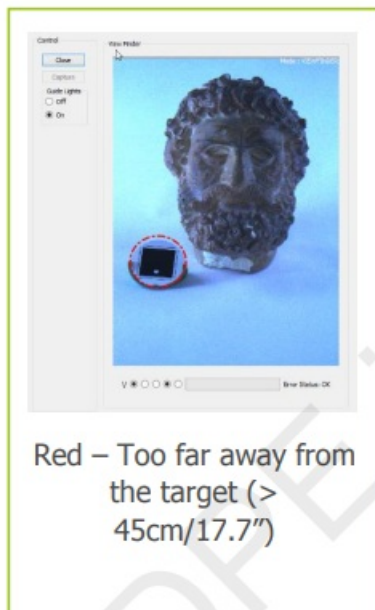 Control
View Finder
Close
Capture
Guide Lights
Off
On
V
Error Status: OK
Red – Too far away from
the target (>
45cm/17.7")